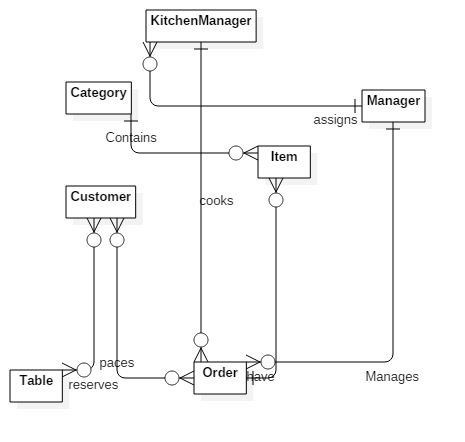 KitchenManager
Category
Manager
assigns
Contains
Item
Customer
cooks
paces
Order
have
Manages
Table
reserves